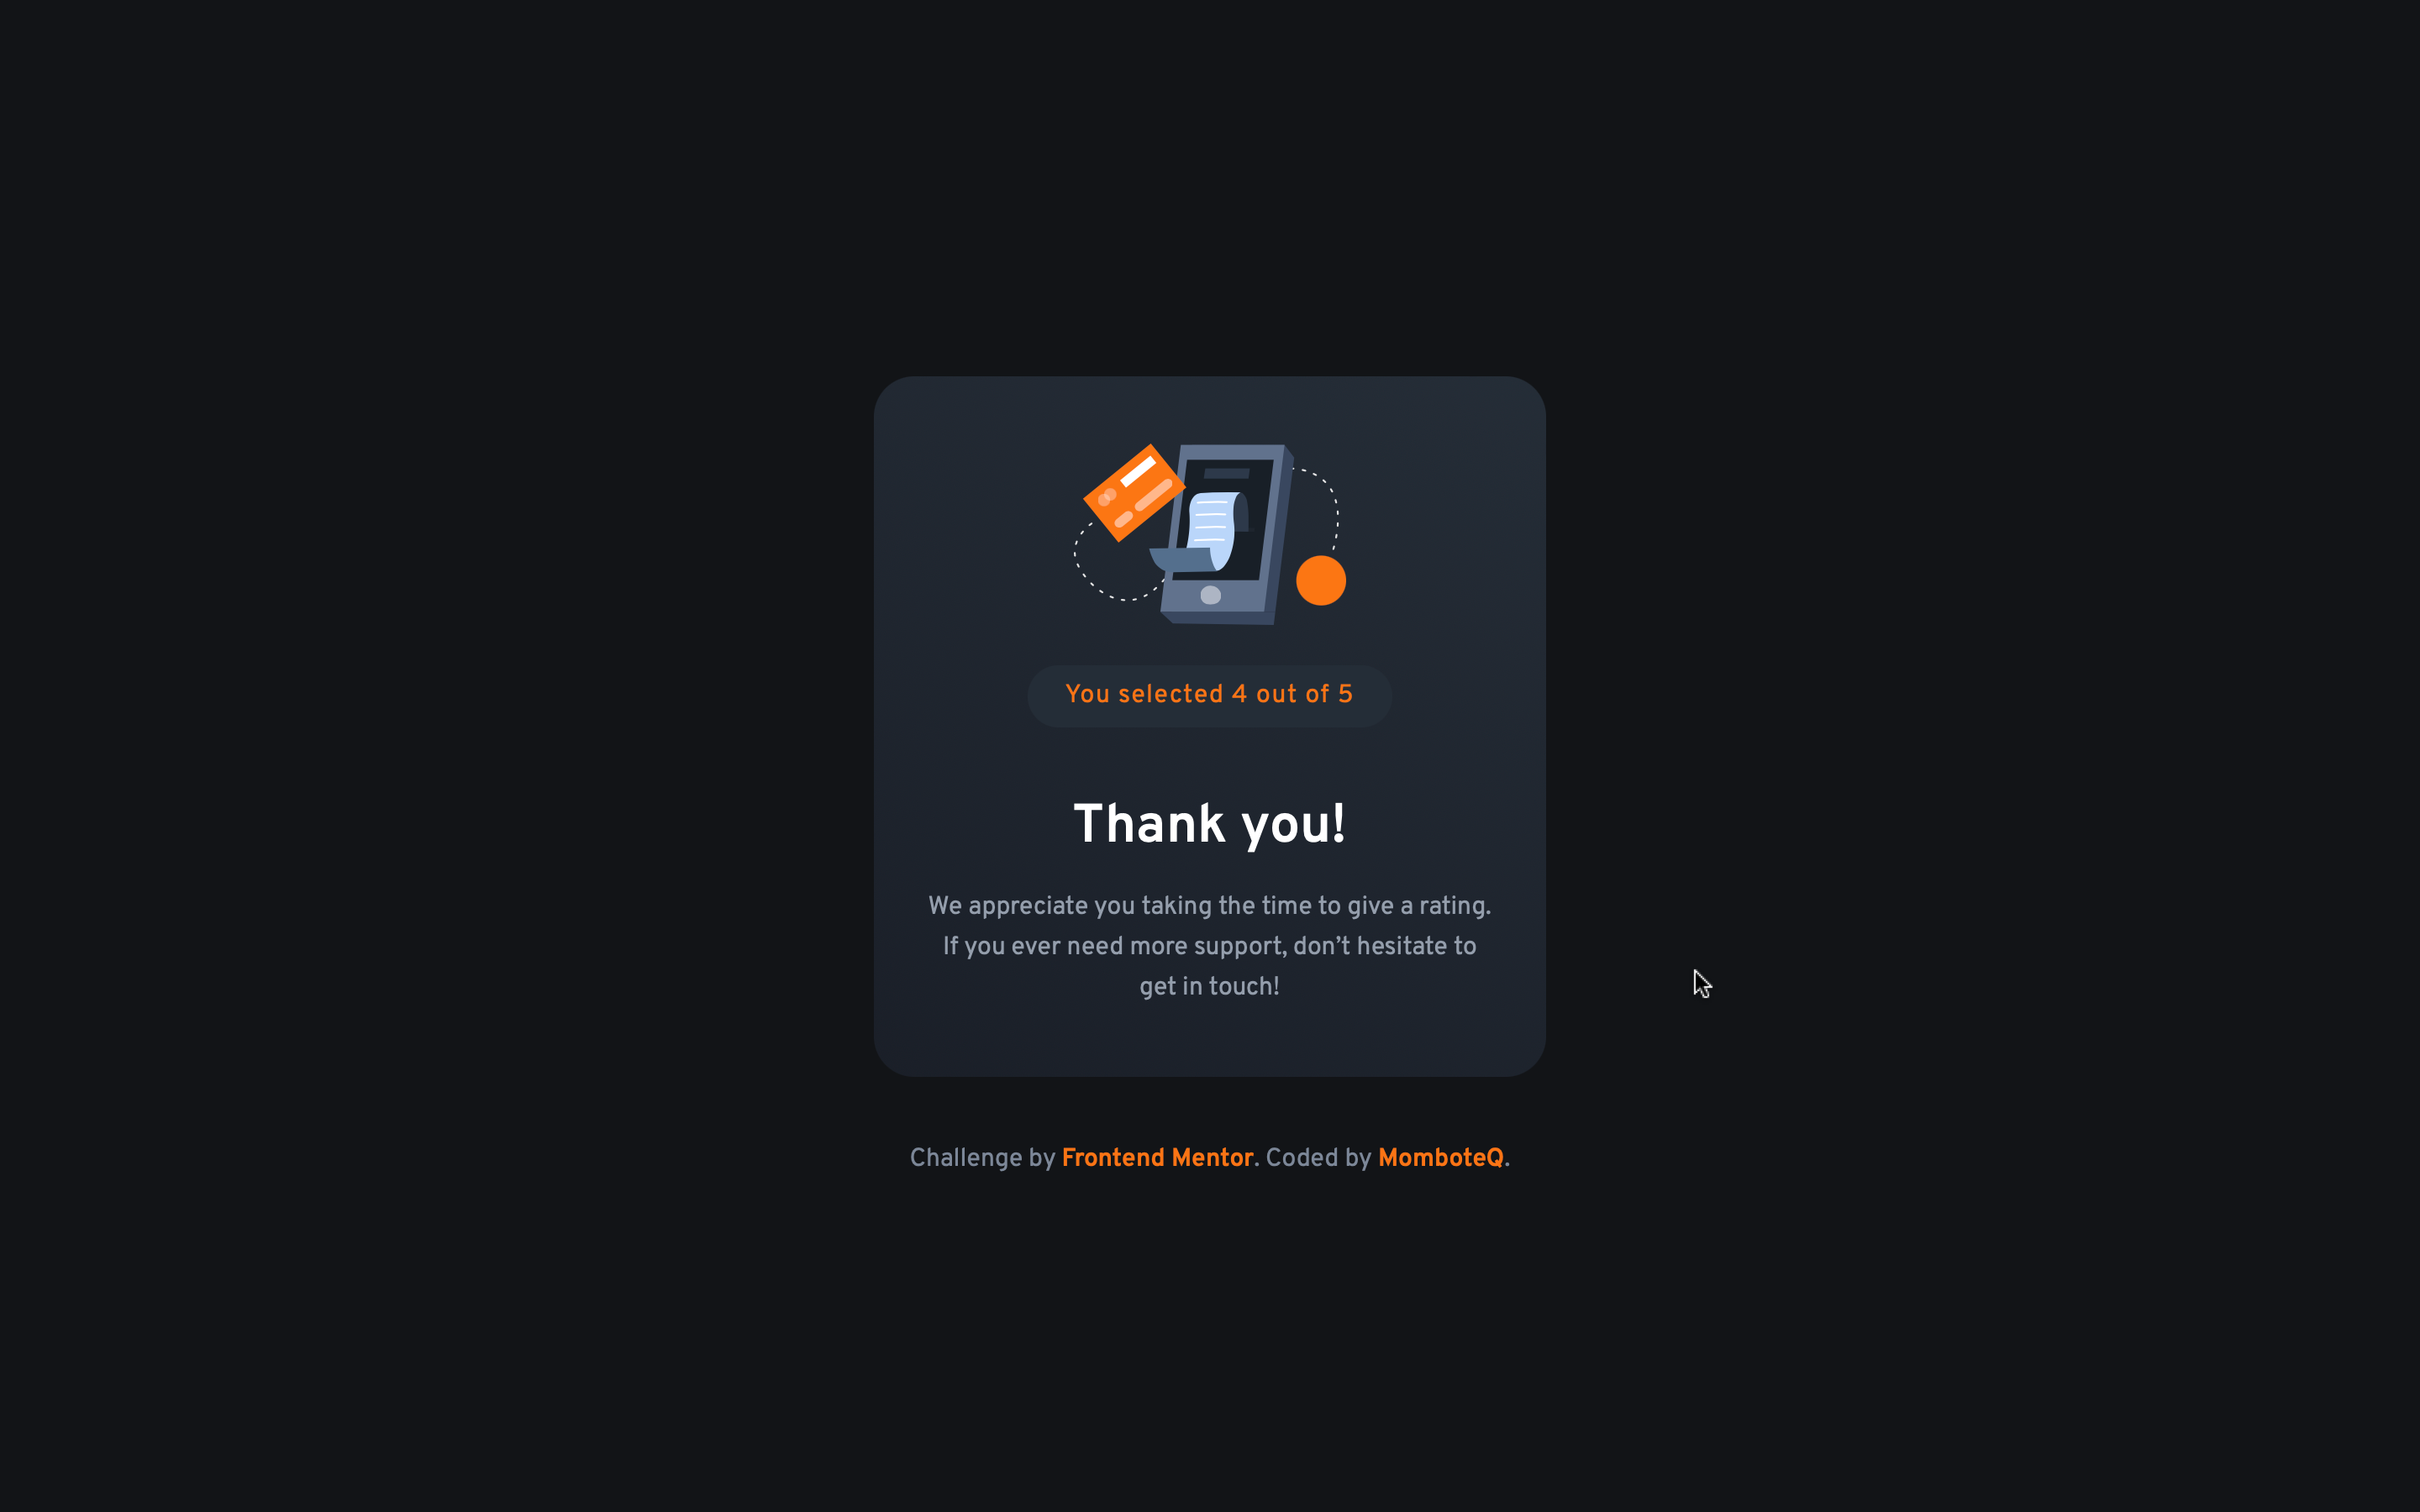 You selected 4 out of 5
Thank you!
We appreciate you taking the time to give a rating.
If you ever need more support, don’t hesitate to
get in touch!
Challenge by Frontend Mentor. Coded by MomboteQ.